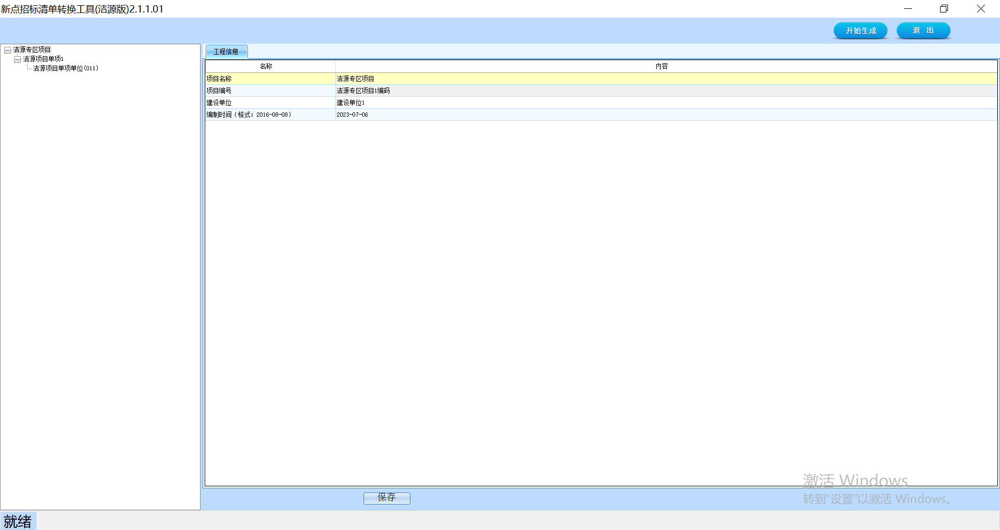 新点招标清单转换工具(洁源版)2.1.1.01
开始生成
退 出
洁源专区项目
洁源项目单项1
洁源项目单项单位(011)
工程信息
名称 内容
项目名称 洁源专区项目
项目编号 洁源专区项目1编码
建设单位 建设单位1
编制时间（格式：2016-08-08） 2023-07-06
激活 Windows
转到"设置"以激活 Windows。
保存
就绪